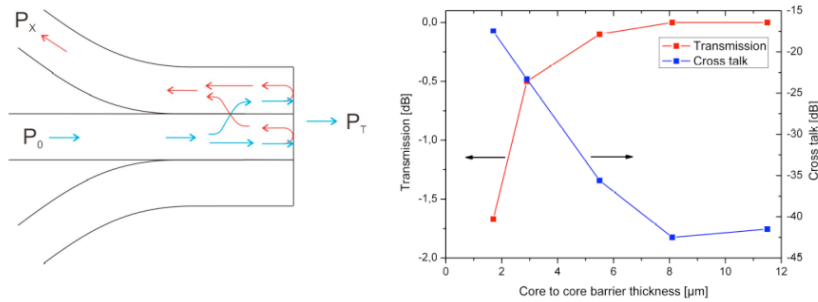 P_X
P_0
P_T
Transmission
Cross talk
Transmission [dB]
0,0
-0,5
-1,0
-1,5
-2,0
-15
-20
-25
-30
-35
-40
-45
Cross talk [dB]
0 2 4 6 8 10 12
Core to core barrier thickness [µm]